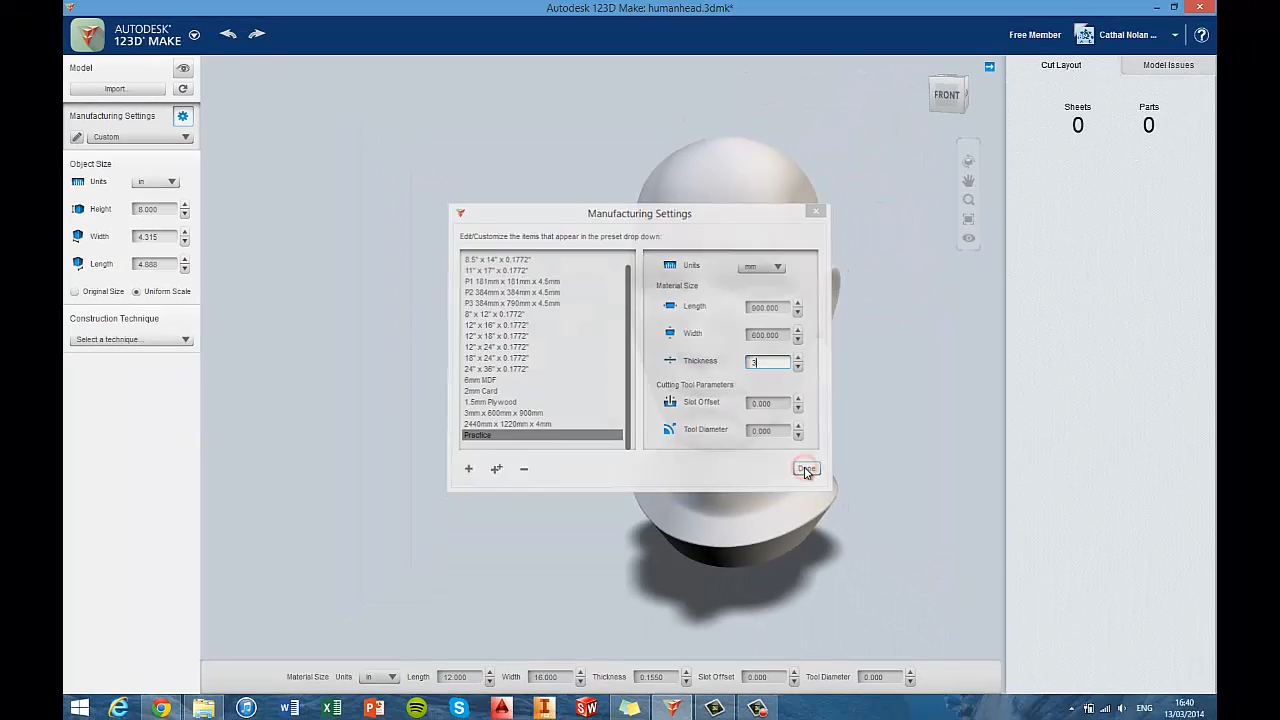 Autodesk 123D Make: humanhead.3dmk*
AUTODESK®
123D® MAKE
Free Member
Cathal Nolan ...
Model
Import...
Manufacturing Settings
Custom
Object Size
Units in
Height 8.000
Width 4.315
Length 4.888
Original Size Uniform Scale
Construction Technique
Select a technique...
FRONT
Cut Layout Model Issues
Sheets Parts
0 0
Manufacturing Settings
Edit/Customize the items that appear in the preset drop down:
8.5" x 14" x 0.1772"
11" x 17" x 0.1772"
P1 181mm x 181mm x 4.5mm
P2 384mm x 384mm x 4.5mm
P3 384mm x 790mm x 4.5mm
8" x 12" x 0.1772"
12" x 16" x 0.1772"
12" x 18" x 0.1772"
12" x 24" x 0.1772"
18" x 24" x 0.1772"
24" x 36" x 0.1772"
6mm MDF
2mm Card
1.5mm Plywood
3mm x 600mm x 900mm
2440mm x 1220mm x 4mm
Practice
Units mm
Material Size
Length 900.000
Width 600.000
Thickness 3
Cutting Tool Parameters
Slot Offset 0.000
Tool Diameter 0.000
Done
Material Size Units in Length 12.000 Width 16.000 Thickness 0.1550 Slot Offset 0.000 Tool Diameter 0.000
ENG
16:40
13/03/2014